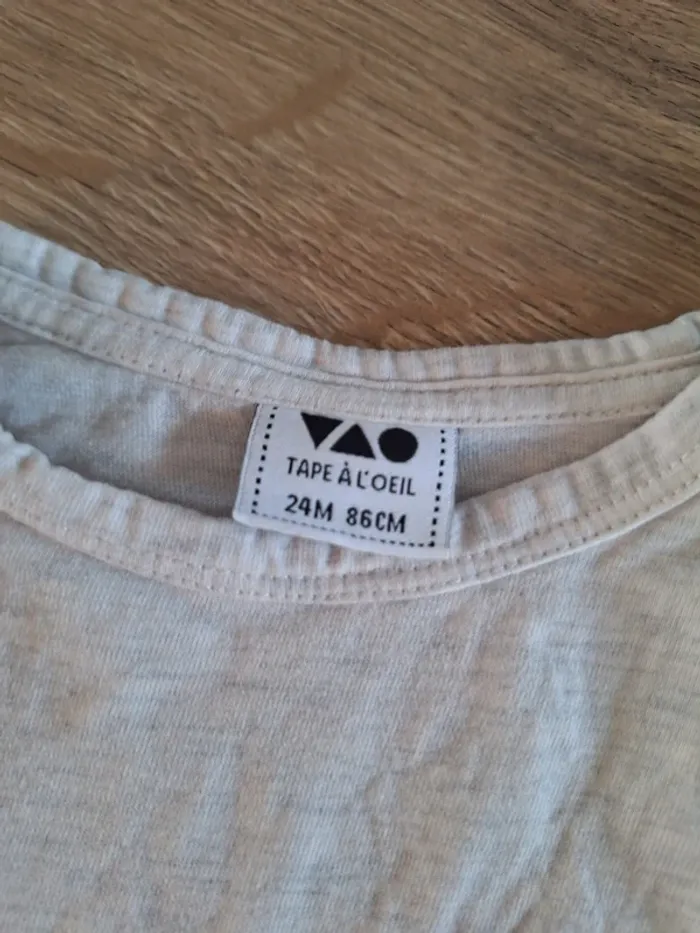 TAPE À L'OEIL
24M 86CM